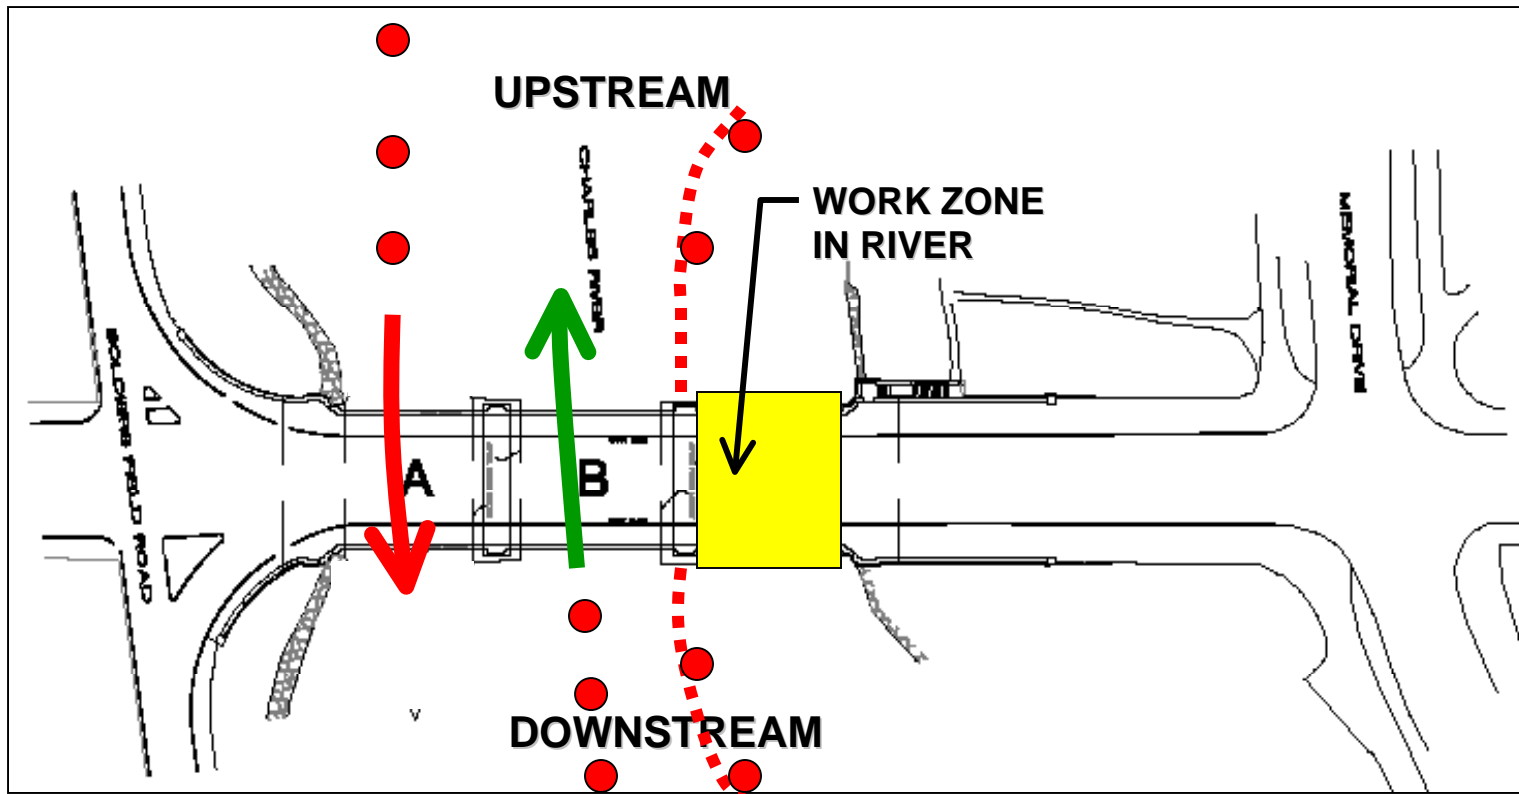 UPSTREAM
CHARLES RIVER
WORK ZONE
IN RIVER
MEMORIAL DRIVE
SOLDIERS FIELD ROAD
A
B
DOWNSTREAM